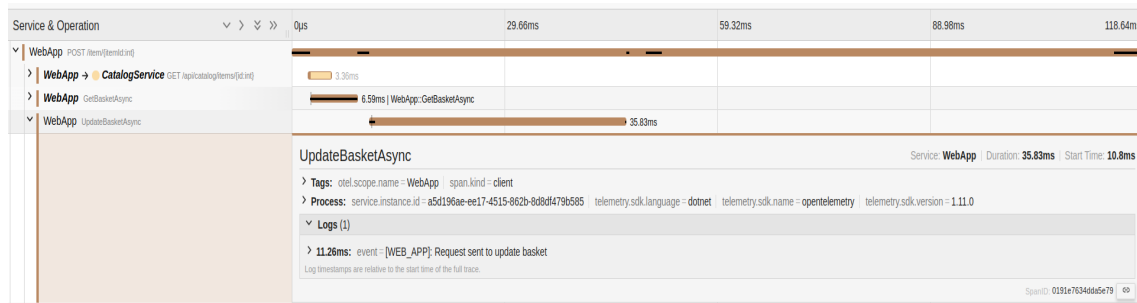 Service & Operation 0µs 29.66ms 59.32ms 88.98ms 118.64m
WebApp POST /item/{itemId:int}
WebApp → CatalogService GET /api/catalog/items/{id:int} 3.36ms
WebApp GetBasketAsync 6.59ms | WebApp::GetBasketAsync
WebApp UpdateBasketAsync 35.83ms
UpdateBasketAsync Service: WebApp Duration: 35.83ms Start Time: 10.8ms
Tags: otel.scope.name = WebApp span.kind = client
Process: service.instance.id = a5d196ae-ee17-4515-862b-8d8df479b585 telemetry.sdk.language = dotnet telemetry.sdk.name = opentelemetry telemetry.sdk.version = 1.11.0
Logs (1)
11.26ms: event = [WEB_APP]: Request sent to update basket
Log timestamps are relative to the start time of the full trace.
SpanID: 0191e7634dda5e79